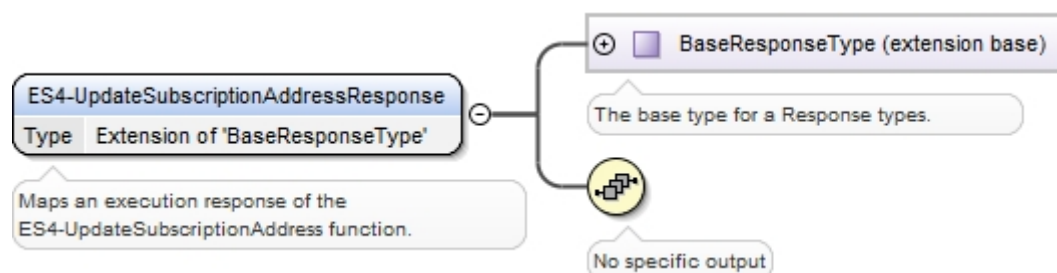 BaseResponseType (extension base)
ES4-UpdateSubscriptionAddressResponse
Type Extension of 'BaseResponseType'
The base type for a Response types.
Maps an execution response of the
ES4-UpdateSubscriptionAddress function.
No specific output